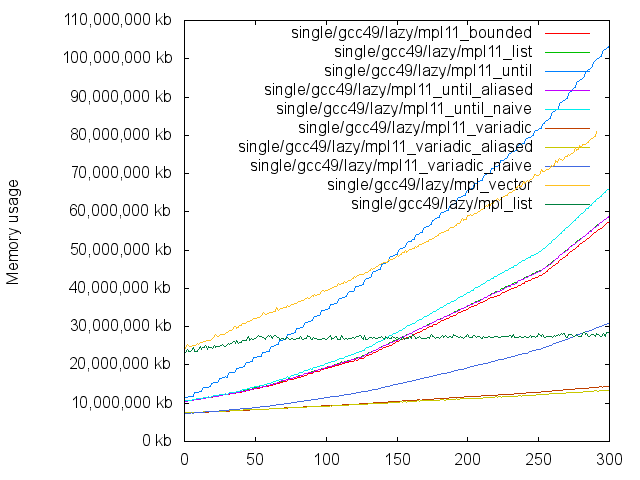 110,000,000 kb
100,000,000 kb
90,000,000 kb
80,000,000 kb
70,000,000 kb
60,000,000 kb
50,000,000 kb
40,000,000 kb
30,000,000 kb
20,000,000 kb
10,000,000 kb
0 kb
Memory usage
single/gcc49/lazy/mpl11_bounded
single/gcc49/lazy/mpl11_list
single/gcc49/lazy/mpl11_until
single/gcc49/lazy/mpl11_until_aliased
single/gcc49/lazy/mpl11_until_naive
single/gcc49/lazy/mpl11_variadic
single/gcc49/lazy/mpl11_variadic_aliased
single/gcc49/lazy/mpl11_variadic_naive
single/gcc49/lazy/mpl_vector
single/gcc49/lazy/mpl_list
0 50 100 150 200 250 300